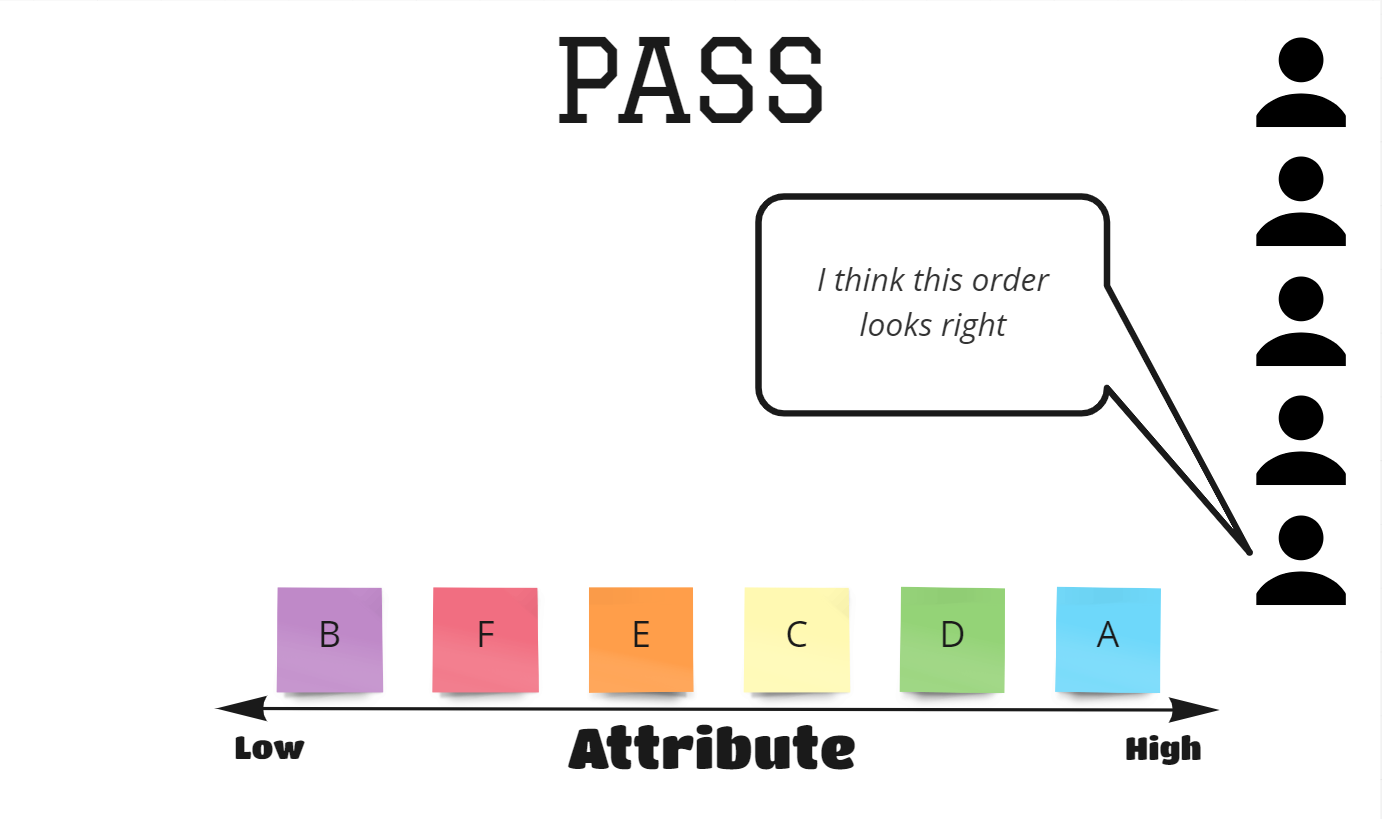 PASS
I think this order
looks right
B F E C D A
Low Attribute High